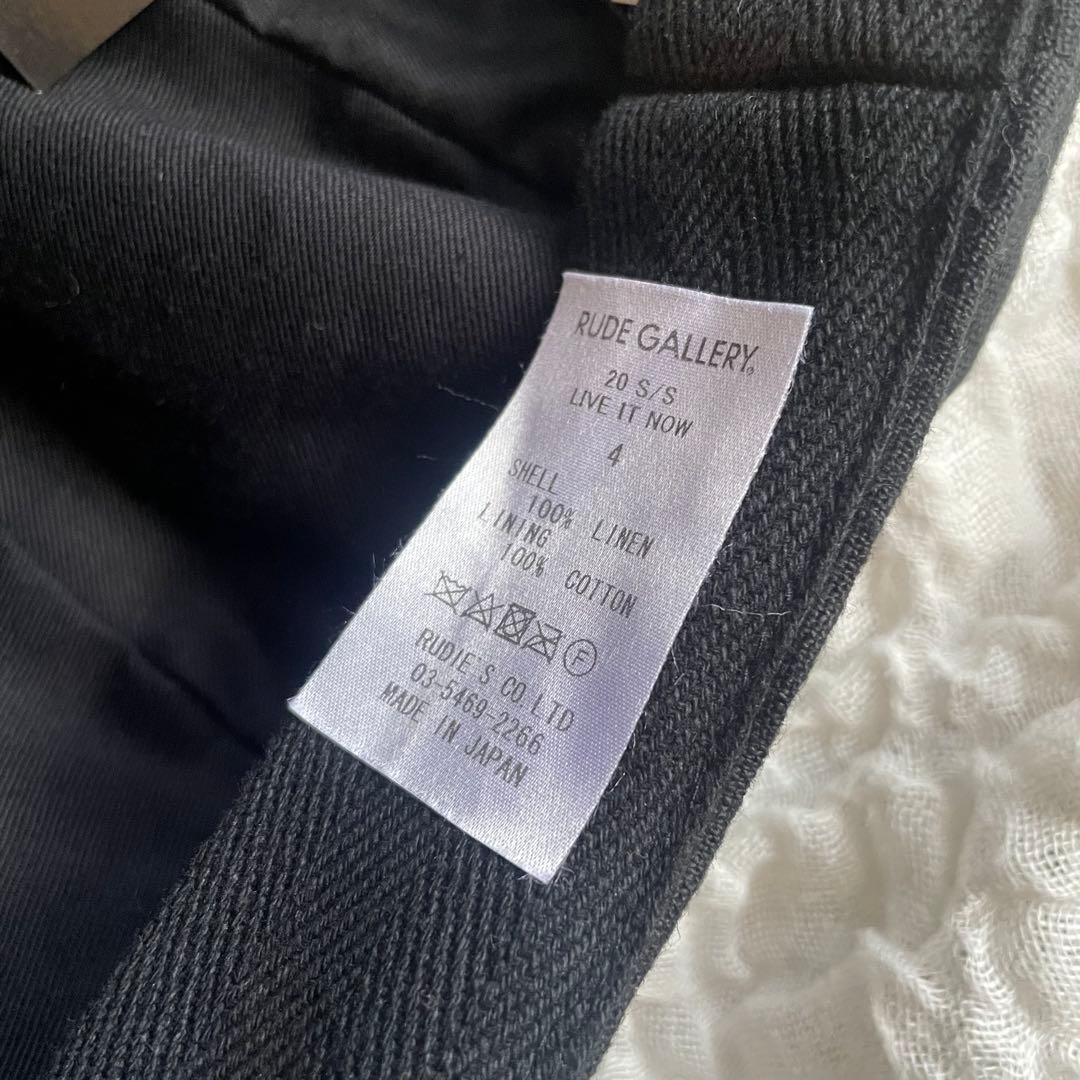 RUDE GALLERY®
20 S/S
LIVE IT NOW
4
SHELL
100% LINEN
LINING
100% COTTON
F
RUDIE'S CO.LTD
03-5469-2266
MADE IN JAPAN